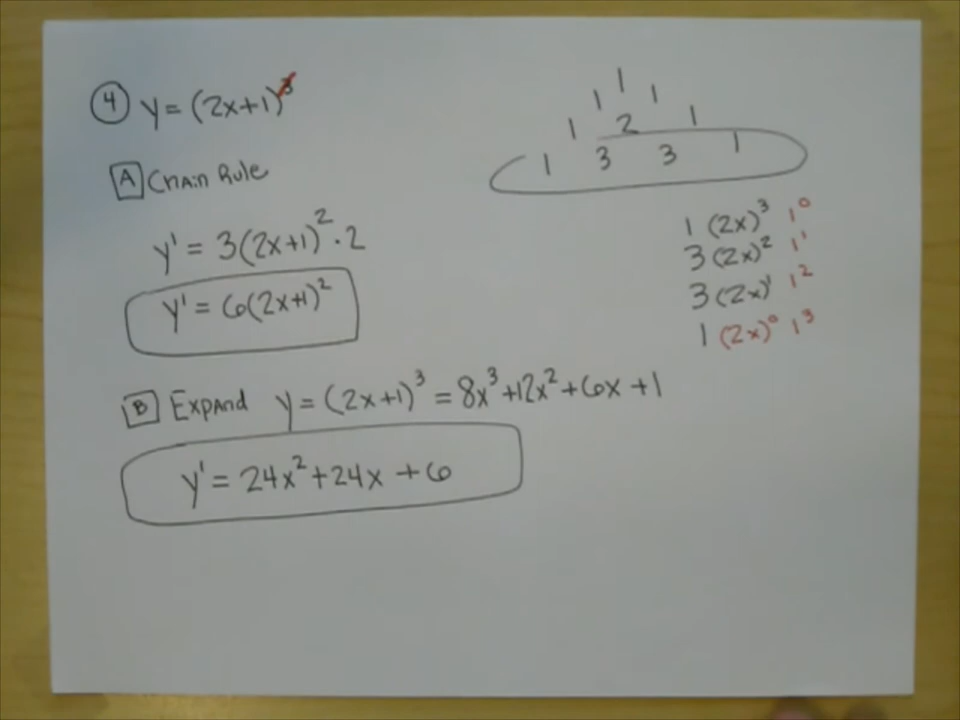 4 y = (2x+1)³
A Chain Rule
y' = 3(2x+1)² · 2
y' = 6(2x+1)²
B Expand y = (2x+1)³ = 8x³+12x²+6x+1
y' = 24x²+24x+6
1
1 1
1 2 1
1 3 3 1
1 (2x)³ 1⁰
3 (2x)² 1¹
3 (2x)¹ 1²
1 (2x)⁰ 1³